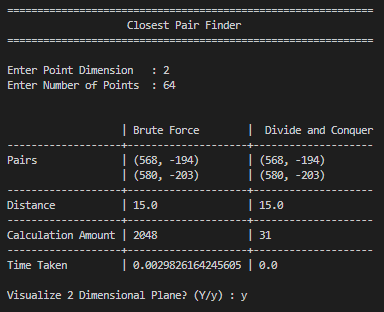 =============================================================
Closest Pair Finder
=============================================================
Enter Point Dimension   : 2
Enter Number of Points  : 64
                   | Brute Force        |  Divide and Conquer
-------------------+--------------------+--------------------
Pairs              | (568, -194)        | (568, -194)
                   | (580, -203)        | (580, -203)
-------------------+--------------------+--------------------
Distance           | 15.0               | 15.0
-------------------+--------------------+--------------------
Calculation Amount | 2048               | 31
-------------------+--------------------+--------------------
Time Taken         | 0.0029826164245605 | 0.0
Visualize 2 Dimensional Plane? (Y/y) : y